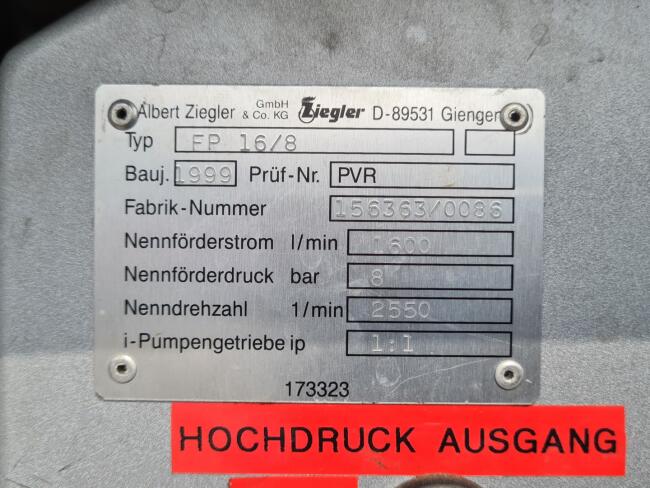 Albert Ziegler GmbH & Co. KG Ziegler D-89531 Giengen
Typ FP 16/8
Bauj. 1999 Prüf-Nr. PVR
Fabrik-Nummer 156363/0086
Nennförderstrom l/min 1600
Nennförderdruck bar 8
Nenndrehzahl 1/min 2550
i-Pumpengetriebe ip 1:1
173323
HOCHDRUCK AUSGANG